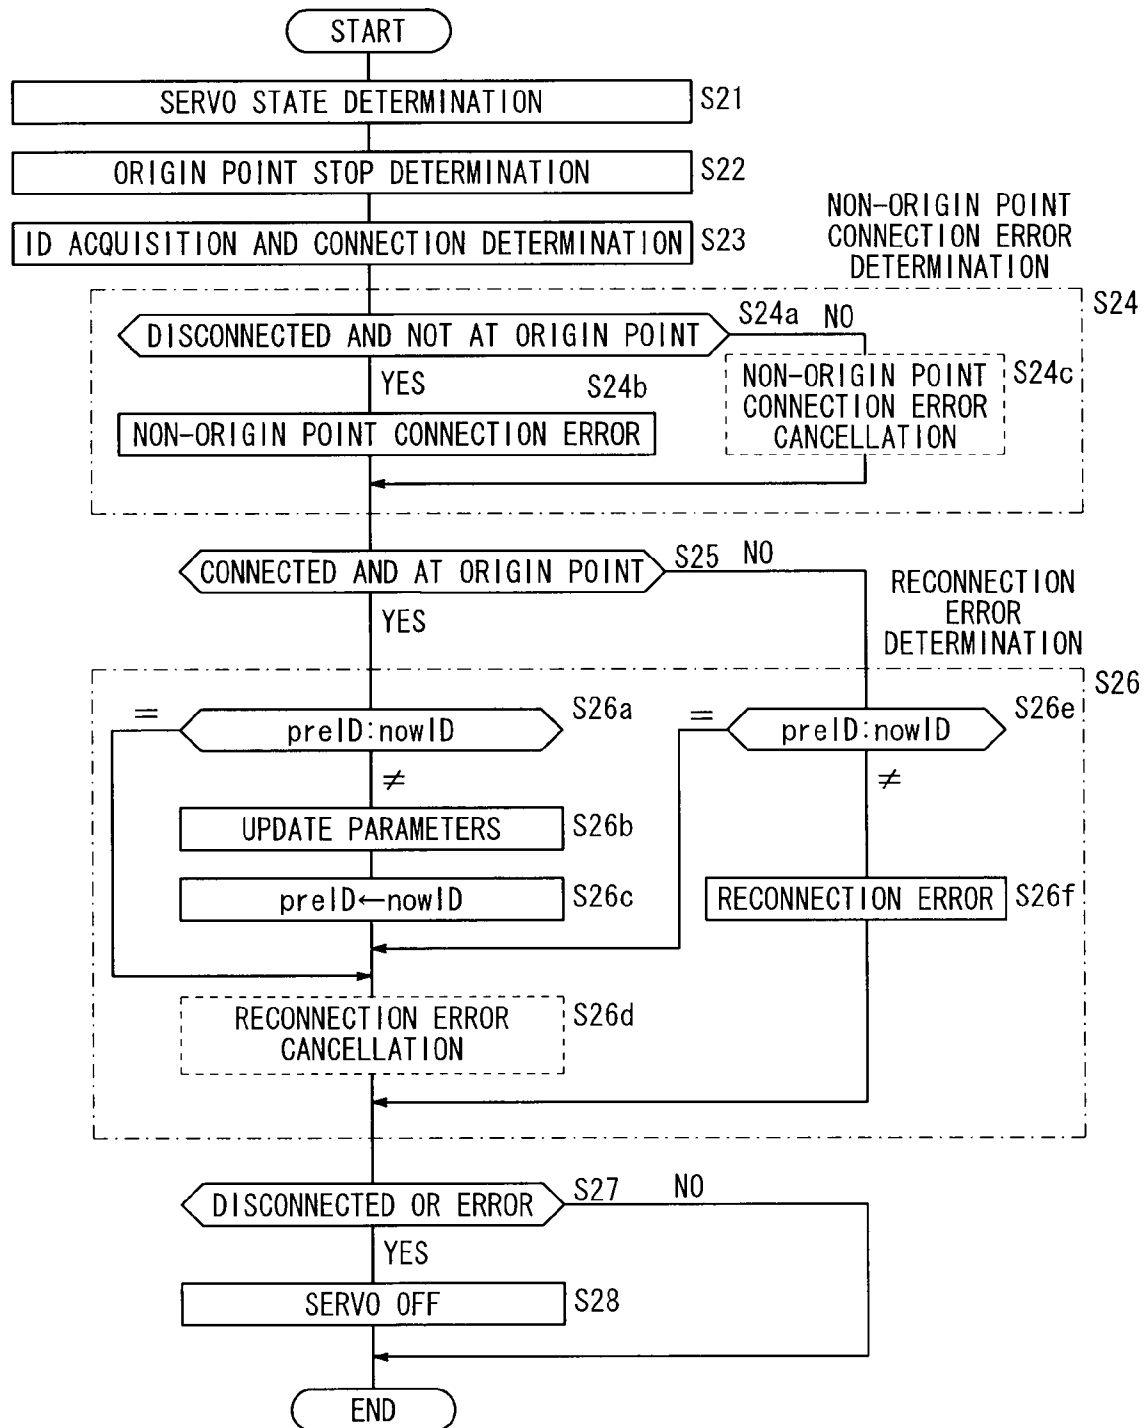 START
SERVO STATE DETERMINATION
S21
ORIGIN POINT STOP DETERMINATION
S22
ID ACQUISITION AND CONNECTION DETERMINATION
S23
NON-ORIGIN POINT
CONNECTION ERROR
DETERMINATION
S24
DISCONNECTED AND NOT AT ORIGIN POINT
S24a
NO
YES
S24b
NON-ORIGIN POINT CONNECTION ERROR
NON-ORIGIN POINT
CONNECTION ERROR
CANCELLATION
S24c
CONNECTED AND AT ORIGIN POINT
S25
NO
YES
RECONNECTION
ERROR
DETERMINATION
S26
=
preID:nowID
S26a
=
preID:nowID
S26e
≠
≠
UPDATE PARAMETERS
S26b
preID←nowID
S26c
RECONNECTION ERROR
S26f
RECONNECTION ERROR
CANCELLATION
S26d
DISCONNECTED OR ERROR
S27
NO
YES
SERVO OFF
S28
END